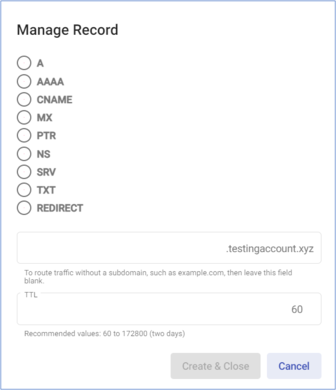 Manage Record
A
AAAA
CNAME
MX
PTR
NS
SRV
TXT
REDIRECT
.testingaccount.xyz
To route traffic without a subdomain, such as example.com, then leave this field
blank.
TTL
60
Recommended values: 60 to 172800 (two days)
Create & Close
Cancel